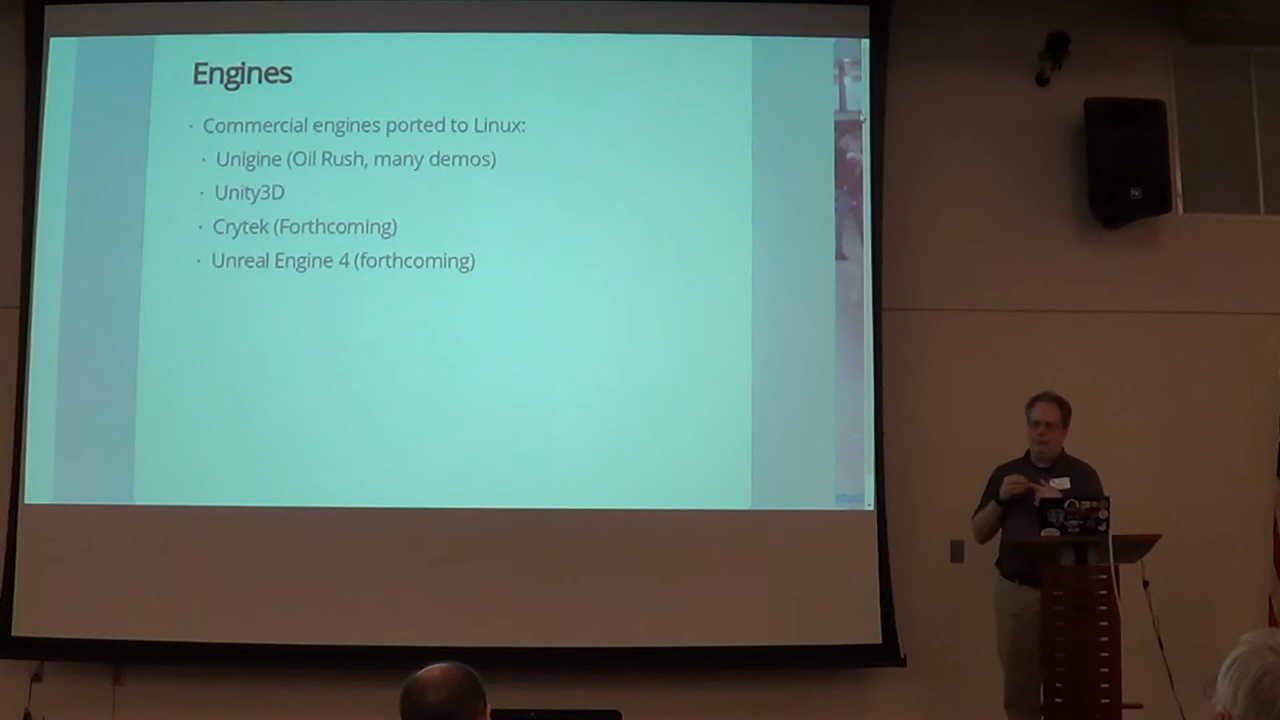 Engines
· Commercial engines ported to Linux:
· Unigine (Oil Rush, many demos)
· Unity3D
· Crytek (Forthcoming)
· Unreal Engine 4 (forthcoming)